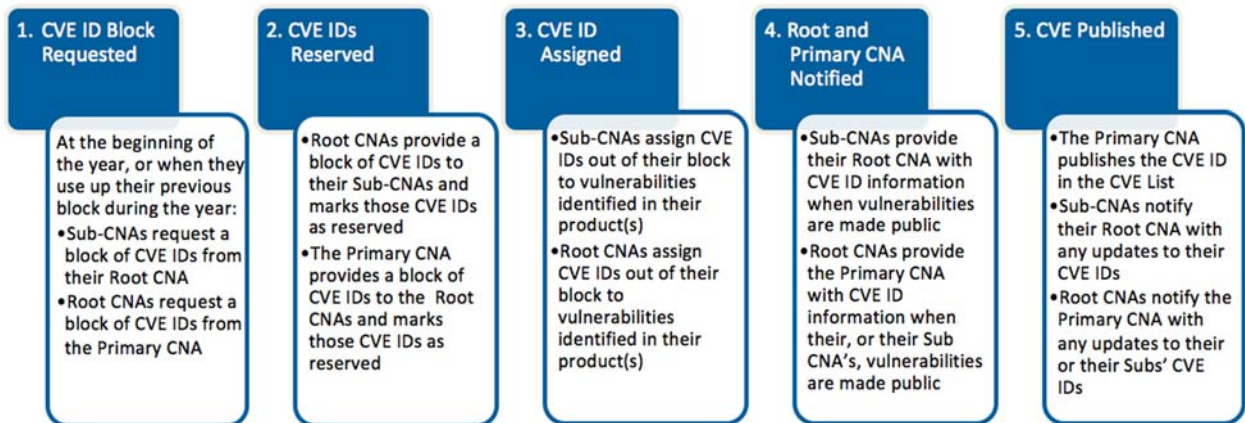 1. CVE ID Block
Requested
At the beginning of
the year, or when they
use up their previous
block during the year:
•Sub-CNAs request a
block of CVE IDs from
their Root CNA
•Root CNAs request a
block of CVE IDs from
the Primary CNA
2. CVE IDs
Reserved
•Root CNAs provide a
block of CVE IDs to
their Sub-CNAs and
marks those CVE IDs
as reserved
•The Primary CNA
provides a block of
CVE IDs to the Root
CNAs and marks
those CVE IDs as
reserved
3. CVE ID
Assigned
•Sub-CNAs assign CVE
IDs out of their block
to vulnerabilities
identified in their
product(s)
•Root CNAs assign
CVE IDs out of their
block to
vulnerabilities
identified in their
product(s)
4. Root and
Primary CNA
Notified
•Sub-CNAs provide
their Root CNA with
CVE ID information
when vulnerabilities
are made public
•Root CNAs provide
the Primary CNA
with CVE ID
information when
their, or their Sub
CNA's, vulnerabilities
are made public
5. CVE Published
•The Primary CNA
publishes the CVE ID
in the CVE List
•Sub-CNAs notify
their Root CNA with
any updates to their
CVE IDs
•Root CNAs notify the
Primary CNA with
any updates to their
or their Subs' CVE
IDs